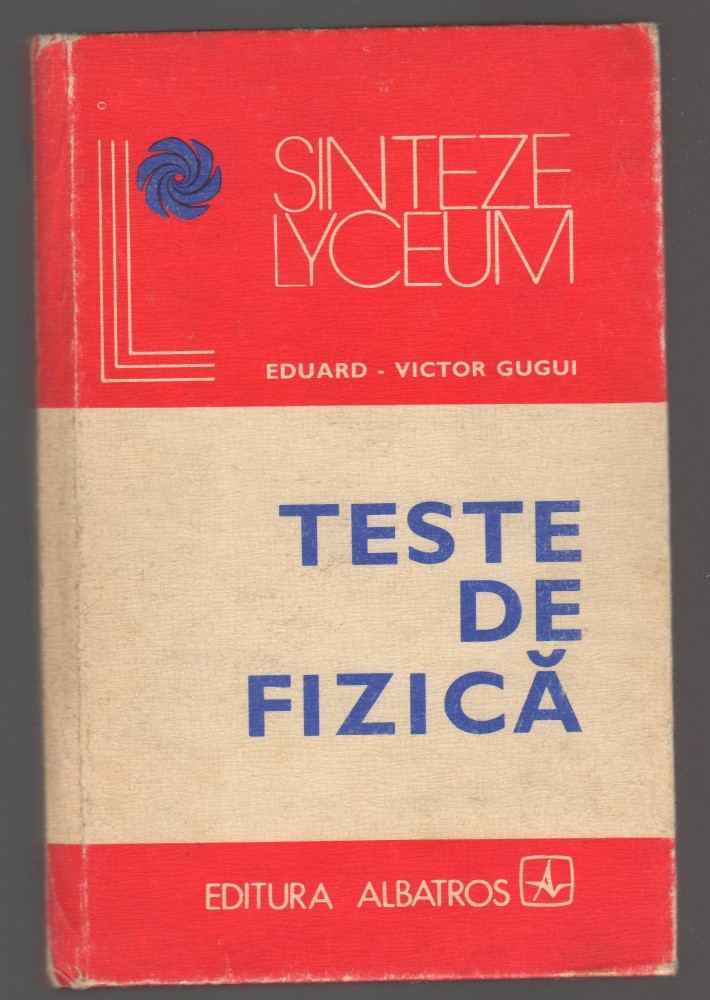 SINTEZE
LYCEUM
EDUARD - VICTOR GUGUI
TESTE
DE
FIZICĂ
EDITURA ALBATROS